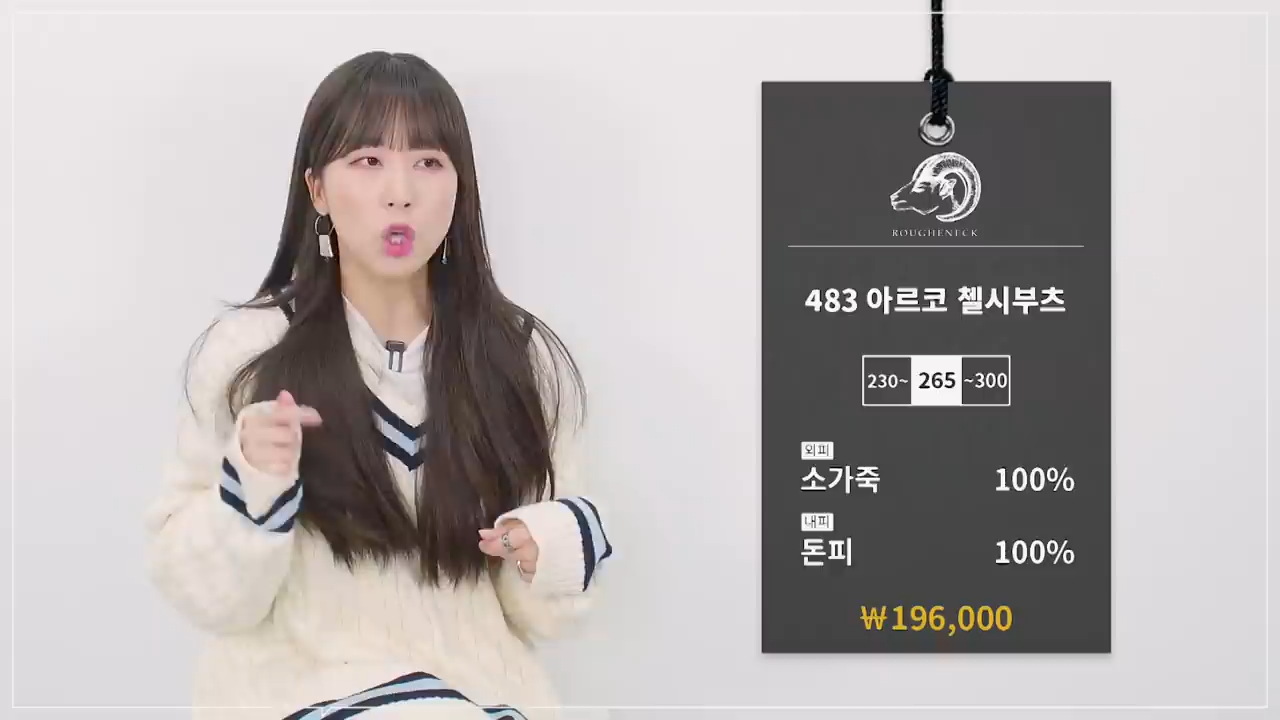 ROUGHENECK
483 아르코 첼시부츠
230~ 265 ~300
외피
소가죽 100%
내피
돈피 100%
₩196,000